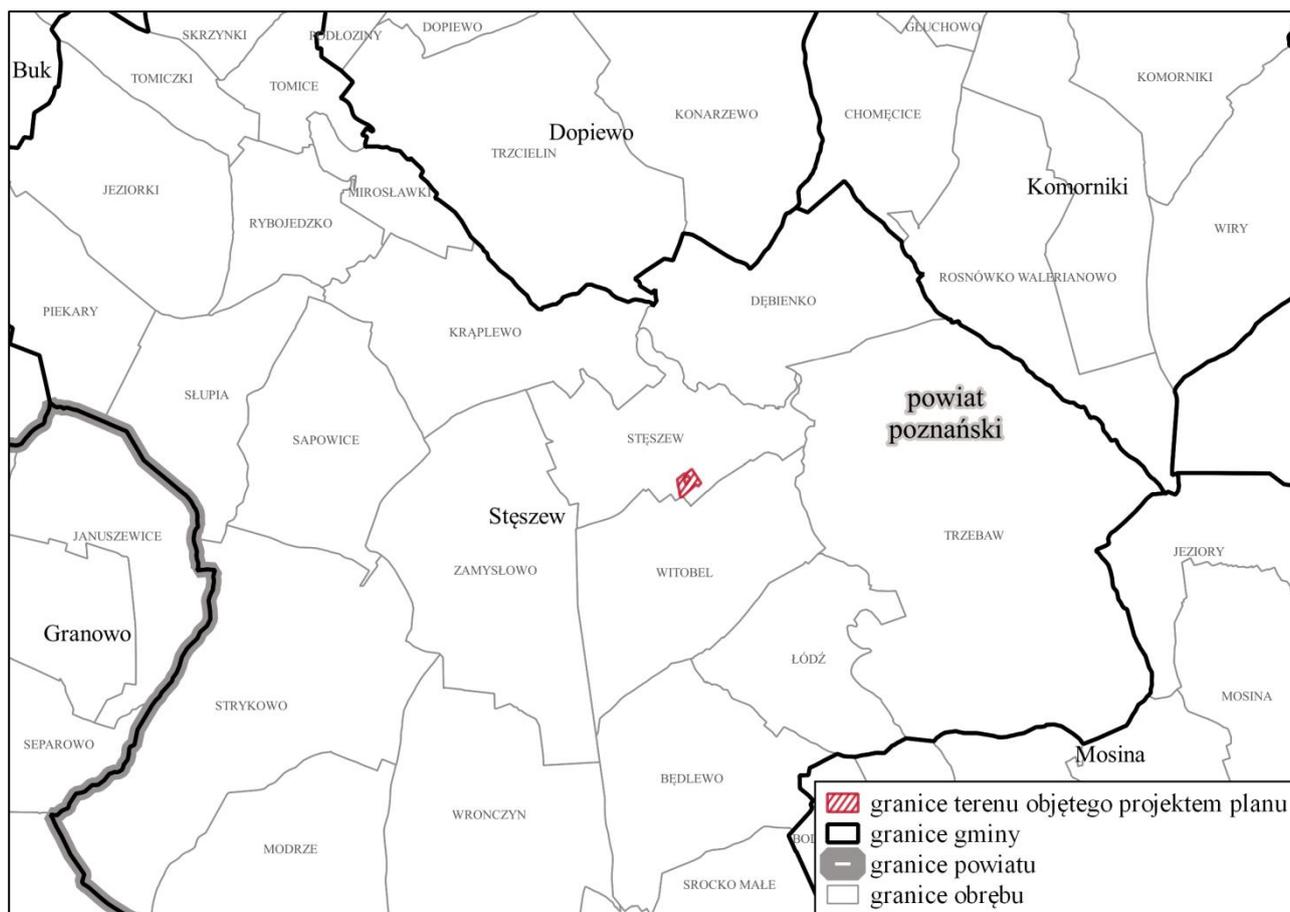 SKRZYNKI
PODŁOZINY
DOPIEWO
GŁUCHOWO
Buk
TOMICZKI
TOMICE
KOMORNIKI
KONARZEWO
CHOMĘCICE
Dopiewo
TRZCIELIN
JEZIORKI
MIROSŁAWKI
Komorniki
RYBOJEDZKO
WIRY
ROSNÓWKO WALERIANOWO
DĘBIENKO
PIEKARY
KRĄPLEWO
SŁUPIA
powiat
poznański
SAPOWICE
STĘSZEW
Stęszew
JANUSZEWICE
TRZEBAW
JEZIORY
ZAMYSŁOWO
WITOBEL
Granowo
ŁÓDŹ
STRYKOWO
MOSINA
SEPAROWO
Mosina
BĘDLEWO
WRONCZYN
MODRZE
SROCKO MAŁE
granice terenu objętego projektem planu
granice gminy
granice powiatu
granice obrębu